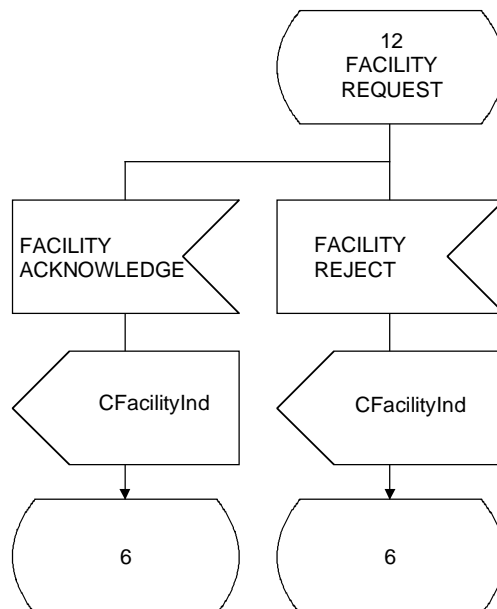 12
FACILITY
REQUEST
FACILITY
ACKNOWLEDGE
FACILITY
REJECT
CFacilityInd
CFacilityInd
6
6